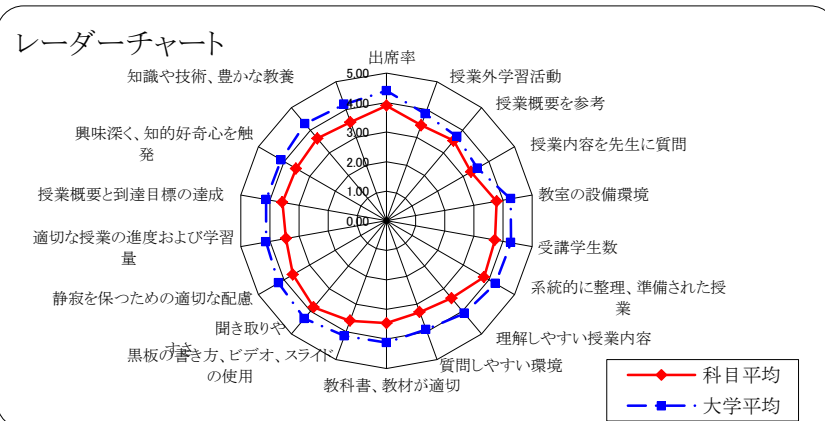 レーダーチャート
出席率
授業外学習活動
授業概要を参考
授業内容を先生に質問
教室の設備環境
受講学生数
系統的に整理、準備された授
業
理解しやすい授業内容
質問しやすい環境
教科書、教材が適切
黒板の書き方、ビデオ、スライド
の使用
聞き取りや
すさ
静寂を保つための適切な配慮
適切な授業の進度および学習
量
授業概要と到達目標の達成
興味深く、知的好奇心を触
発
知識や技術、豊かな教養
5.00
4.00
3.00
2.00
1.00
0.00
科目平均
大学平均